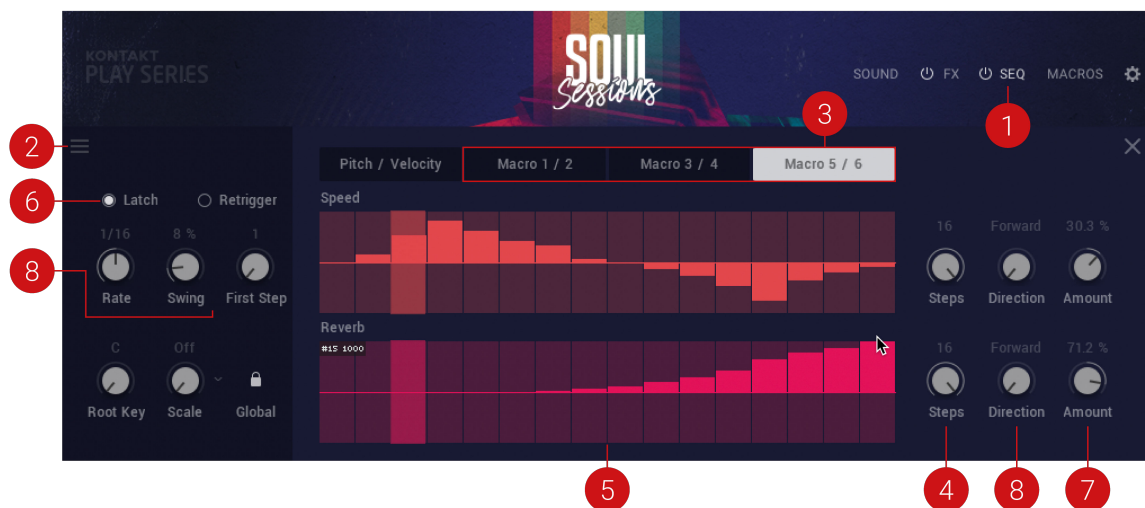 KONTAKT
PLAY SERIES
SOUL
Sessions
SOUND FX SEQ MACROS
1
2
3
Pitch / Velocity Macro 1 / 2 Macro 3 / 4 Macro 5 / 6
6
Latch Retrigger
Speed
1/16 8 % 1
16 Forward 30.3 %
8
Rate Swing First Step
Steps Direction Amount
Reverb
#15 1000
C Off
16 Forward 71.2 %
Root Key Scale Global
Steps Direction Amount
5
4
8
7